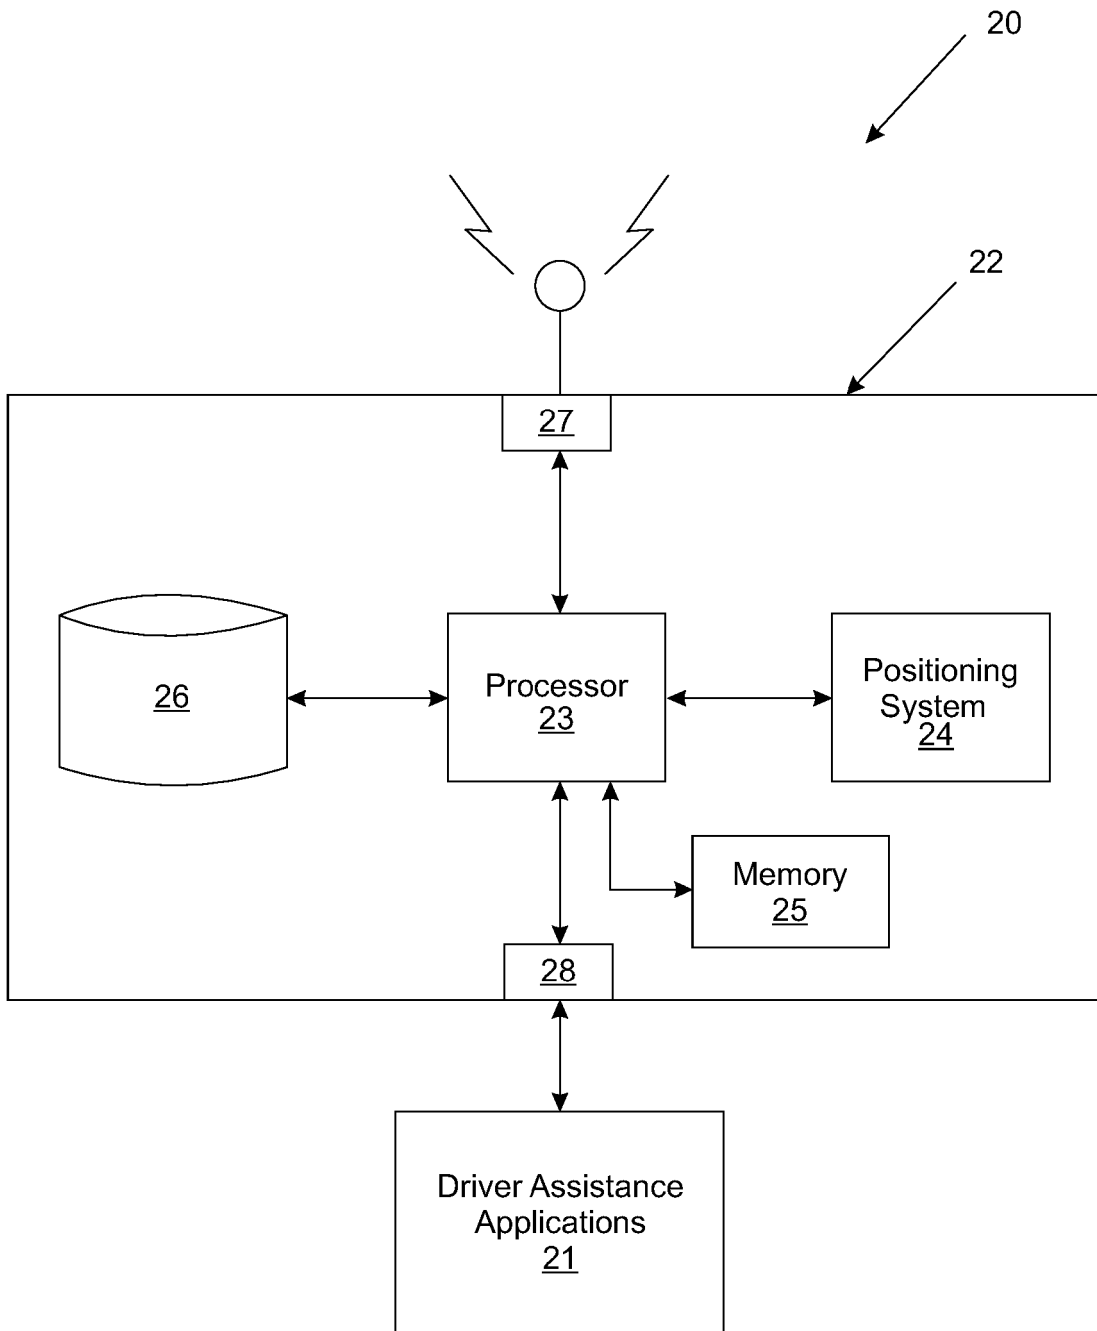 20
22
27
26
Processor
23
Positioning
System
24
Memory
25
28
Driver Assistance
Applications
21